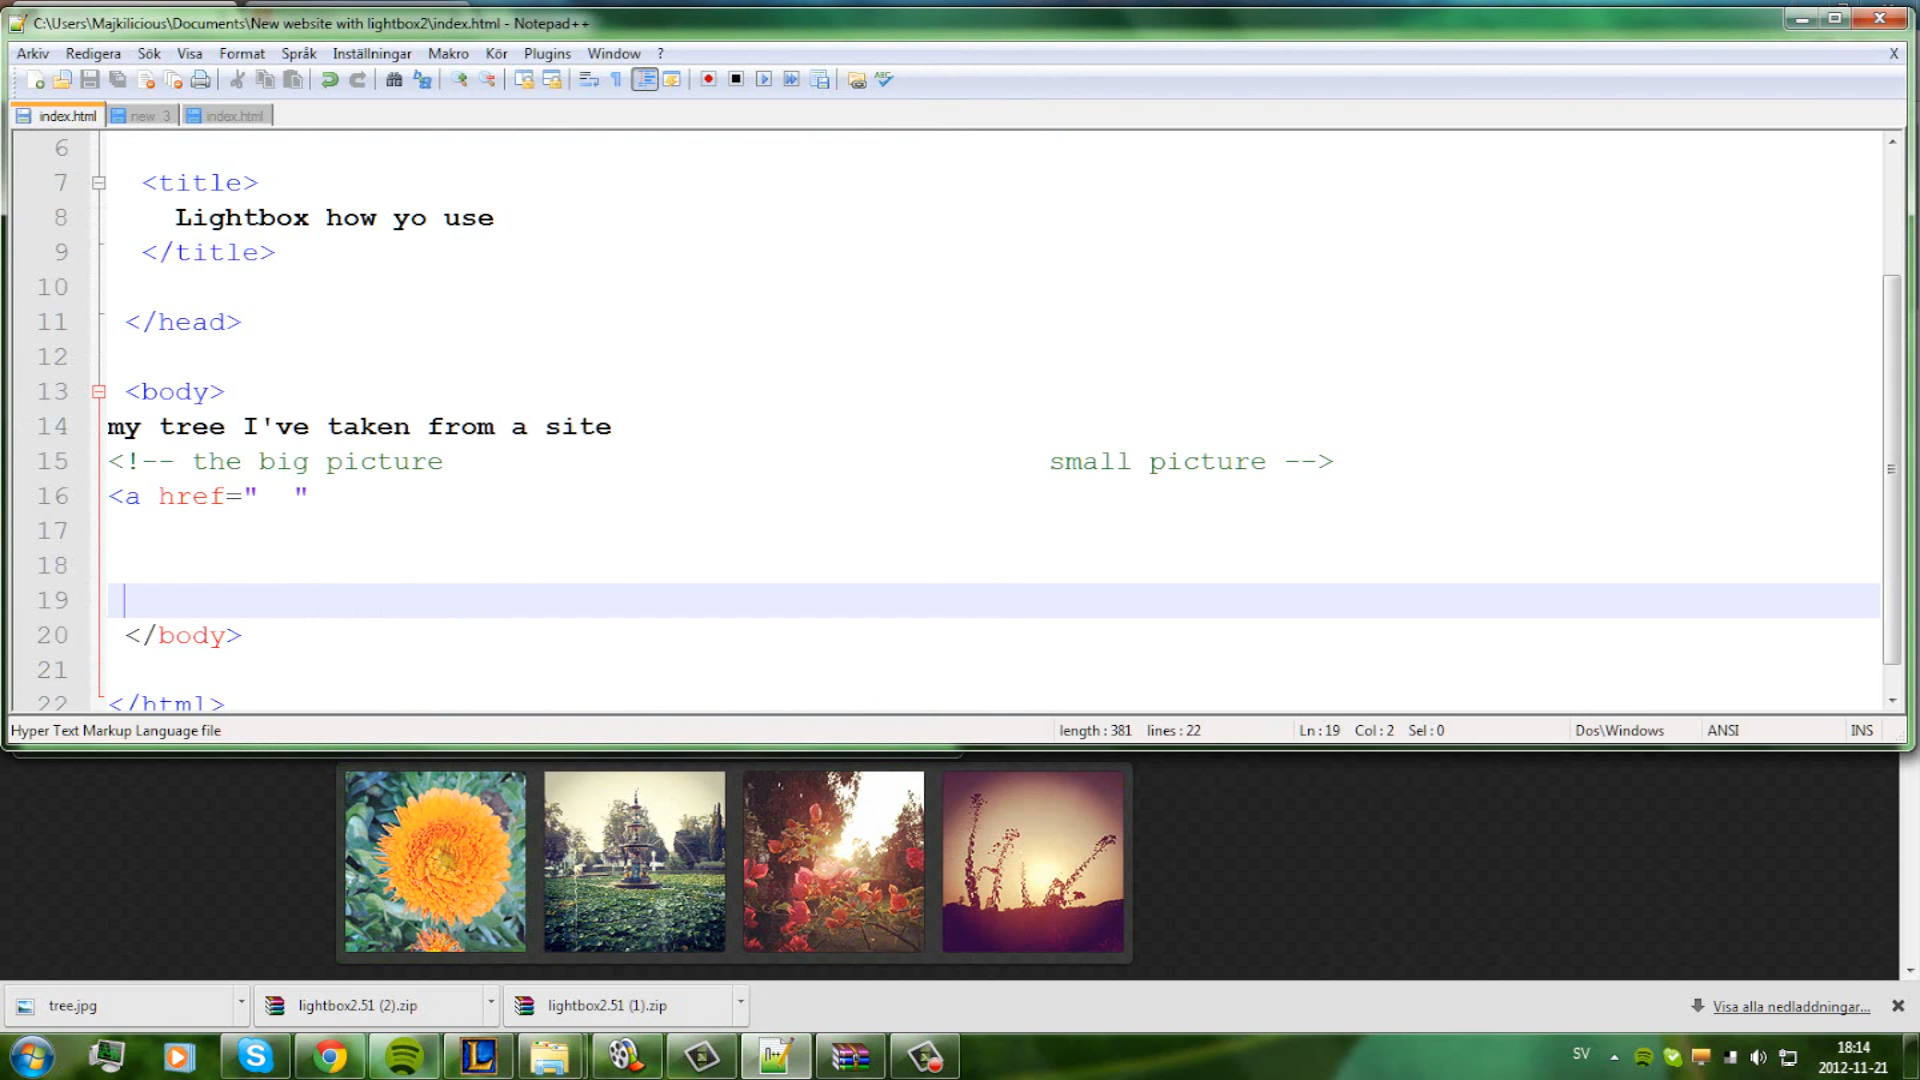 C:\Users\Majkilicious\Documents\New website with lightbox2\index.html - Notepad++
Arkiv Redigera Sök Visa Format Språk Inställningar Makro Kör Plugins Window ? X
index.html new 3 index.html
6
7 <title>
8 Lightbox how yo use
9 </title>
10
11 </head>
12
13 <body>
14 my tree I've taken from a site
15 <!-- the big picture small picture -->
16 <a href=" "
17
18
19
20 </body>
21
22 </html>
Hyper Text Markup Language file length : 381 lines : 22 Ln : 19 Col : 2 Sel : 0 Dos\Windows ANSI INS
tree.jpg lightbox2.51 (2).zip lightbox2.51 (1).zip Visa alla nedladdningar...
SV 18:14
2012-11-21